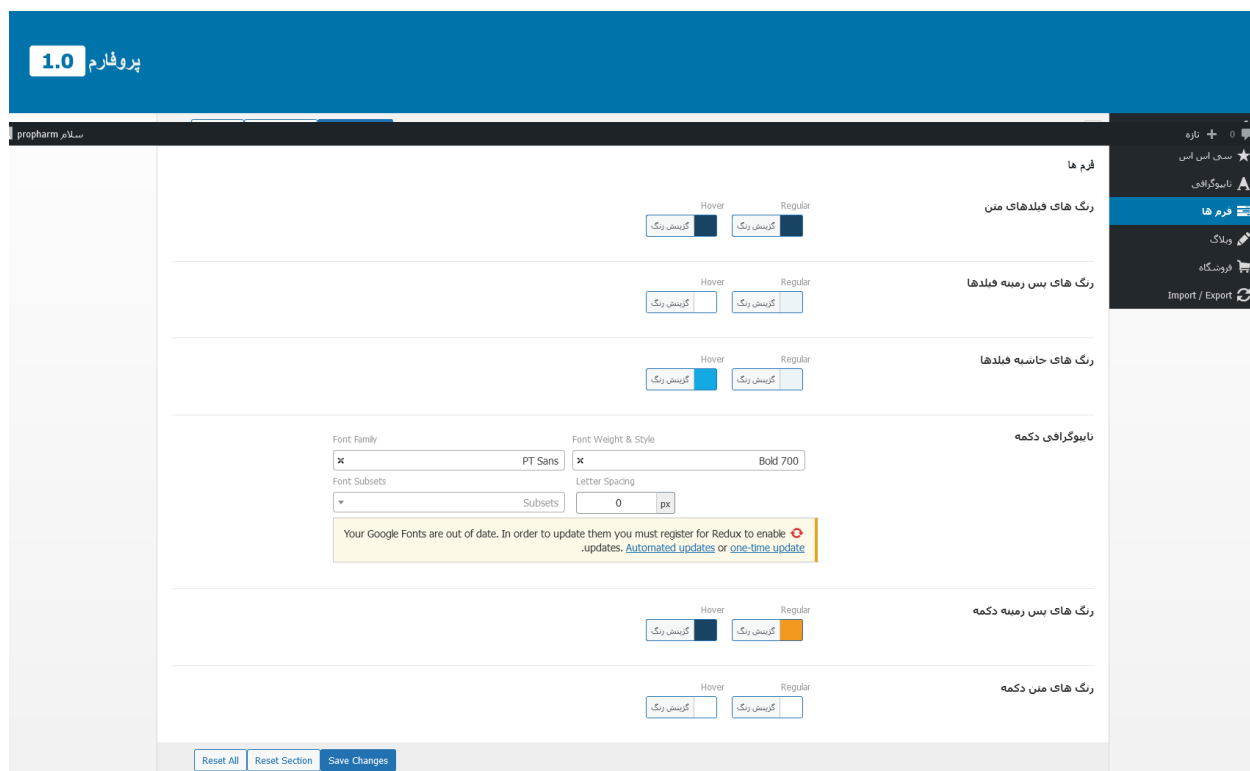 پروفارم 1.0
0 + تازه
سلام propharm
سی اس اس
تایپوگرافی
فرم ها
وبلاگ
فروشگاه
Import / Export
فرم ها
رنگ های فیلدهای متن
Regular Hover
گزینش رنگ گزینش رنگ
رنگ های پس زمینه فیلدها
Regular Hover
گزینش رنگ گزینش رنگ
رنگ های حاشیه فیلدها
Regular Hover
گزینش رنگ گزینش رنگ
تایپوگرافی دکمه
Font Family Font Weight & Style
PT Sans Bold 700
Font Subsets Letter Spacing
Subsets 0 px
Your Google Fonts are out of date. In order to update them you must register for Redux to enable
updates. Automated updates or one-time update.
رنگ های پس زمینه دکمه
Regular Hover
گزینش رنگ گزینش رنگ
رنگ های متن دکمه
Regular Hover
گزینش رنگ گزینش رنگ
Reset All Reset Section Save Changes